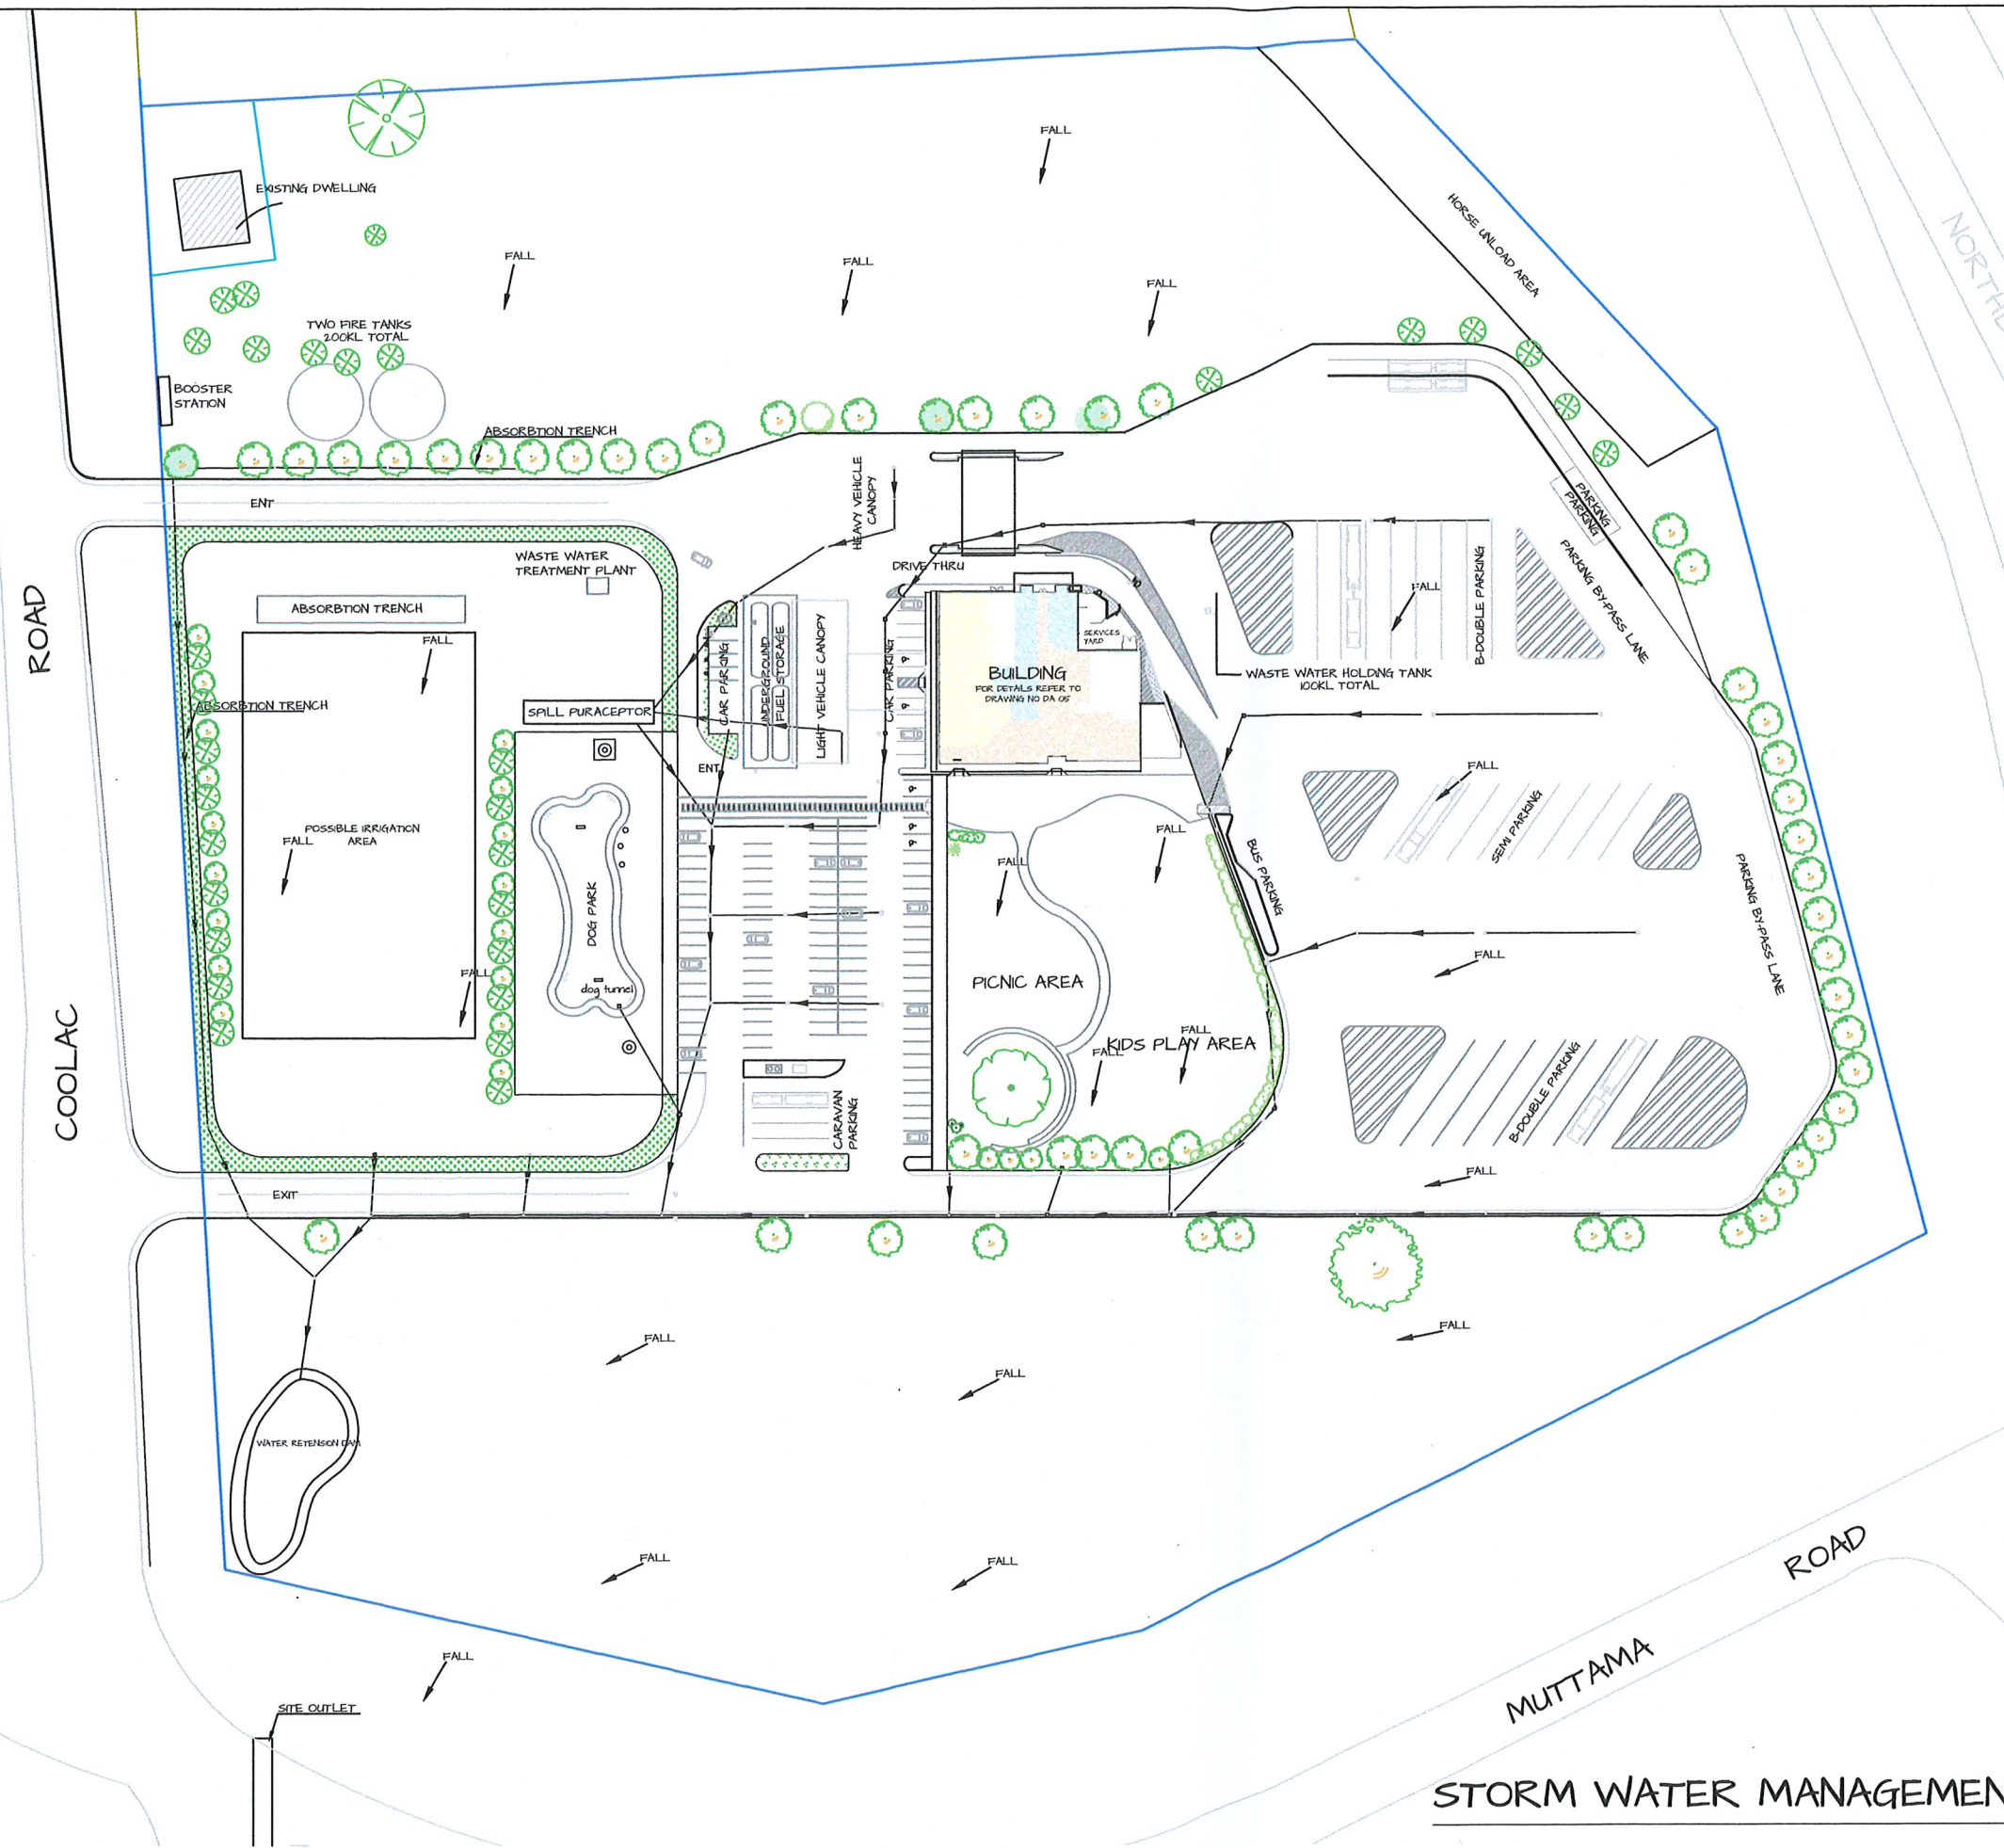 FALL
EXISTING DWELLING
HORSE UNLOAD AREA
FALL
FALL
FALL
TWO FIRE TANKS
200KL TOTAL
BOOSTER
STATION
ABSORBTION TRENCH
HEAVY VEHICLE
CANOPY
ENT
PARKING
PARKING
WASTE WATER
TREATMENT PLANT
DRIVE THRU
B-DOUBLE PARKING
PARKING BY-PASS LANE
FALL
ABSORBTION TRENCH
ROAD
FALL
CAR PARKING
UNDERGROUND
FUEL STORAGE
LIGHT VEHICLE CANOPY
CAR PARKING
SERVICES
YARD
BUILDING
FOR DETAILS REFER TO
DRAWING NO DA 05
WASTE WATER HOLDNG TANK
100KL TOTAL
ABSORBTION TRENCH
SPILL PURACEPTOR
ENT
FALL
SEMI PARKING
POSSIBLE IRRIGATION
AREA
FALL
FALL
FALL
BUS PARKING
PARKING BY-PASS LANE
DOG PARK
FALL
FALL
dog tunnel
PICNIC AREA
FALL
KIDS PLAY AREA
FALL
COOLAC
CARAVAN
PARKING
B-DOUBLE PARKING
FALL
EXIT
FALL
FALL
FALL
WATER RETENSON DAM
FALL
FALL
ROAD
MUTTAMA
FALL
SITE OUTLET
STORM WATER MANAGEMEN